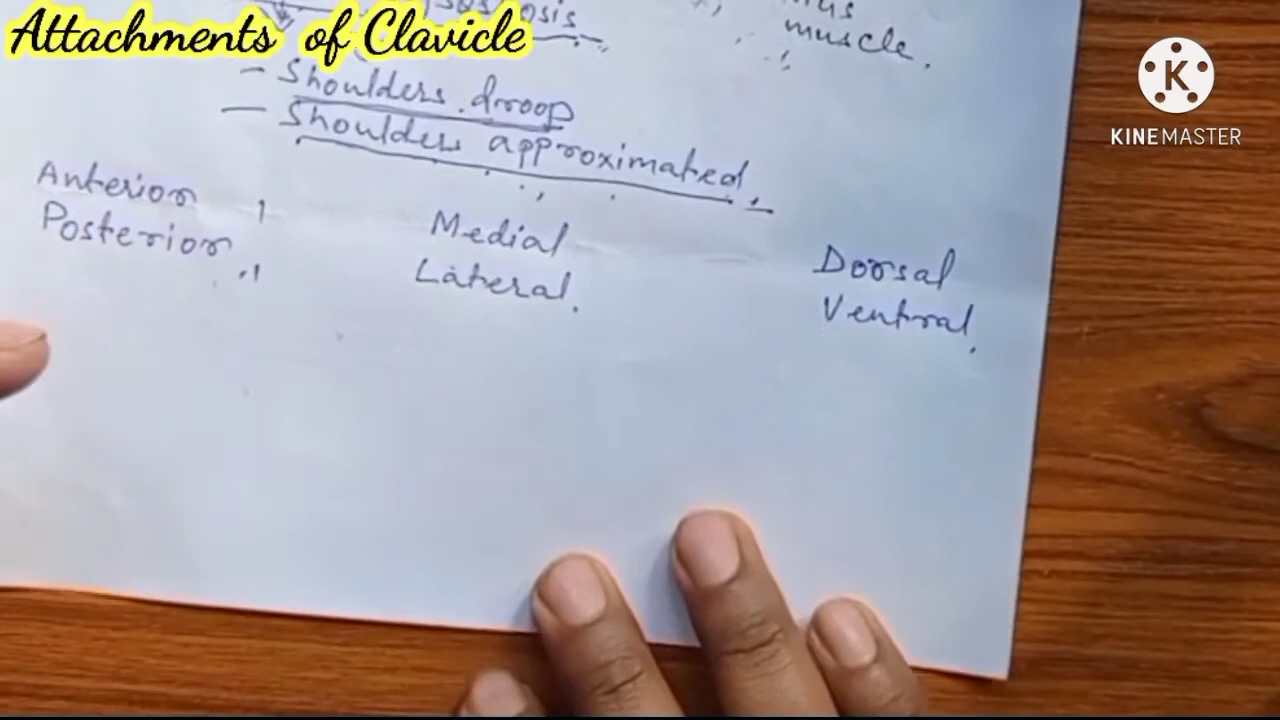 Attachments of Clavicle
muscle.
- Shoulders droop
- Shoulders approximated.
Anterior,
Posterior,
Medial
Lateral.
Dorsal
Ventral,
K
KINEMASTER